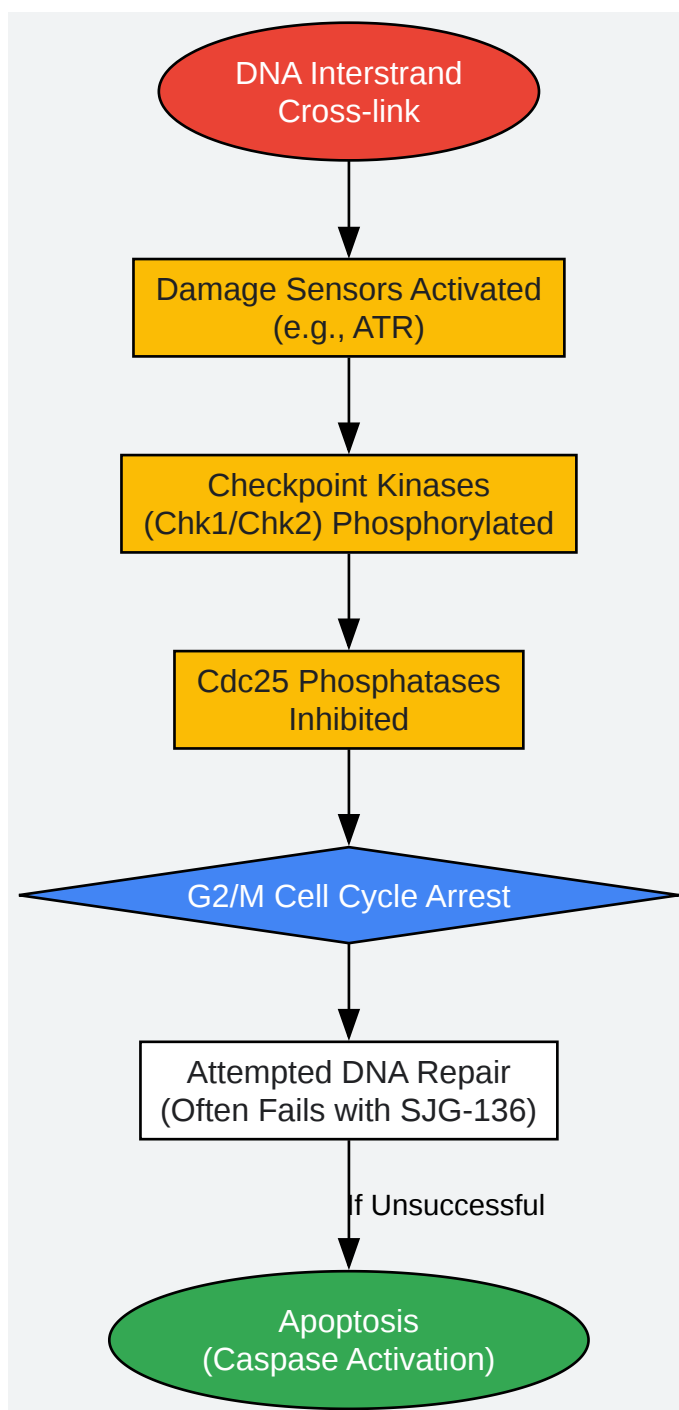 DNA Interstrand
Cross-link
Damage Sensors Activated
(e.g., ATR)
Checkpoint Kinases
(Chk1/Chk2) Phosphorylated
Cdc25 Phosphatases
Inhibited
G2/M Cell Cycle Arrest
Attempted DNA Repair
(Often Fails with SJG-136)
If Unsuccessful
Apoptosis
(Caspase Activation)